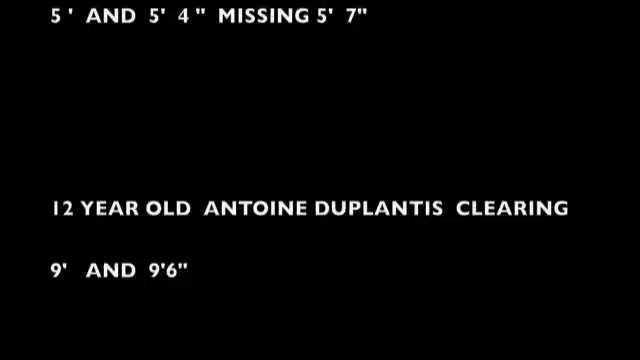 5 ' AND 5' 4 " MISSING 5' 7"
12 YEAR OLD ANTOINE DUPLANTIS CLEARING
9' AND 9'6"